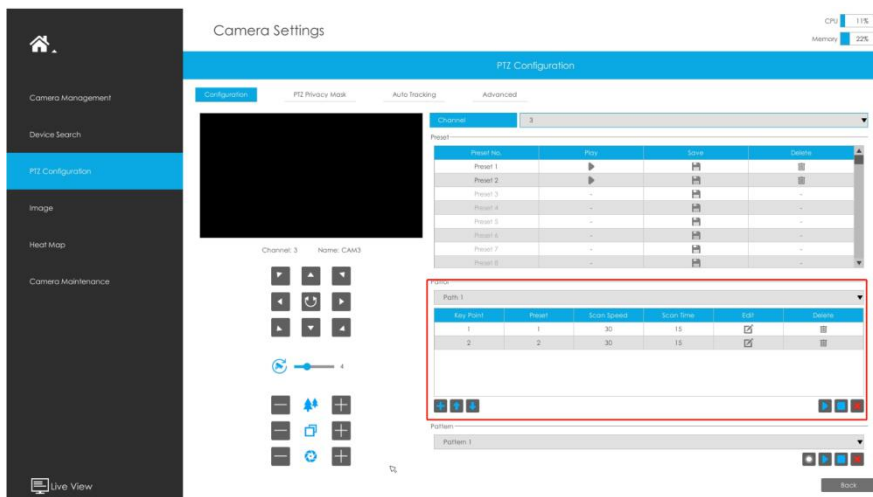 Camera Settings
CPU 11%
Memory 22%
PTZ Configuration
Camera Management
Device Search
PTZ Configuration
Image
Heat Map
Camera Maintenance
Live View
Configuration PTZ Privacy Mask Auto Tracking Advanced
Channel: 3 Name: CAM3
4
Channel 3
Preset
Preset No. Play Save Delete
Preset 1
Preset 2
Preset 3 - -
Preset 4 - -
Preset 5 - -
Preset 6 - -
Preset 7 - -
Preset 8 - -
Patrol
Path 1
Key Point Preset Scan Speed Scan Time Edit Delete
1 1 30 15
2 2 30 15
Pattern
Pattern 1
Back